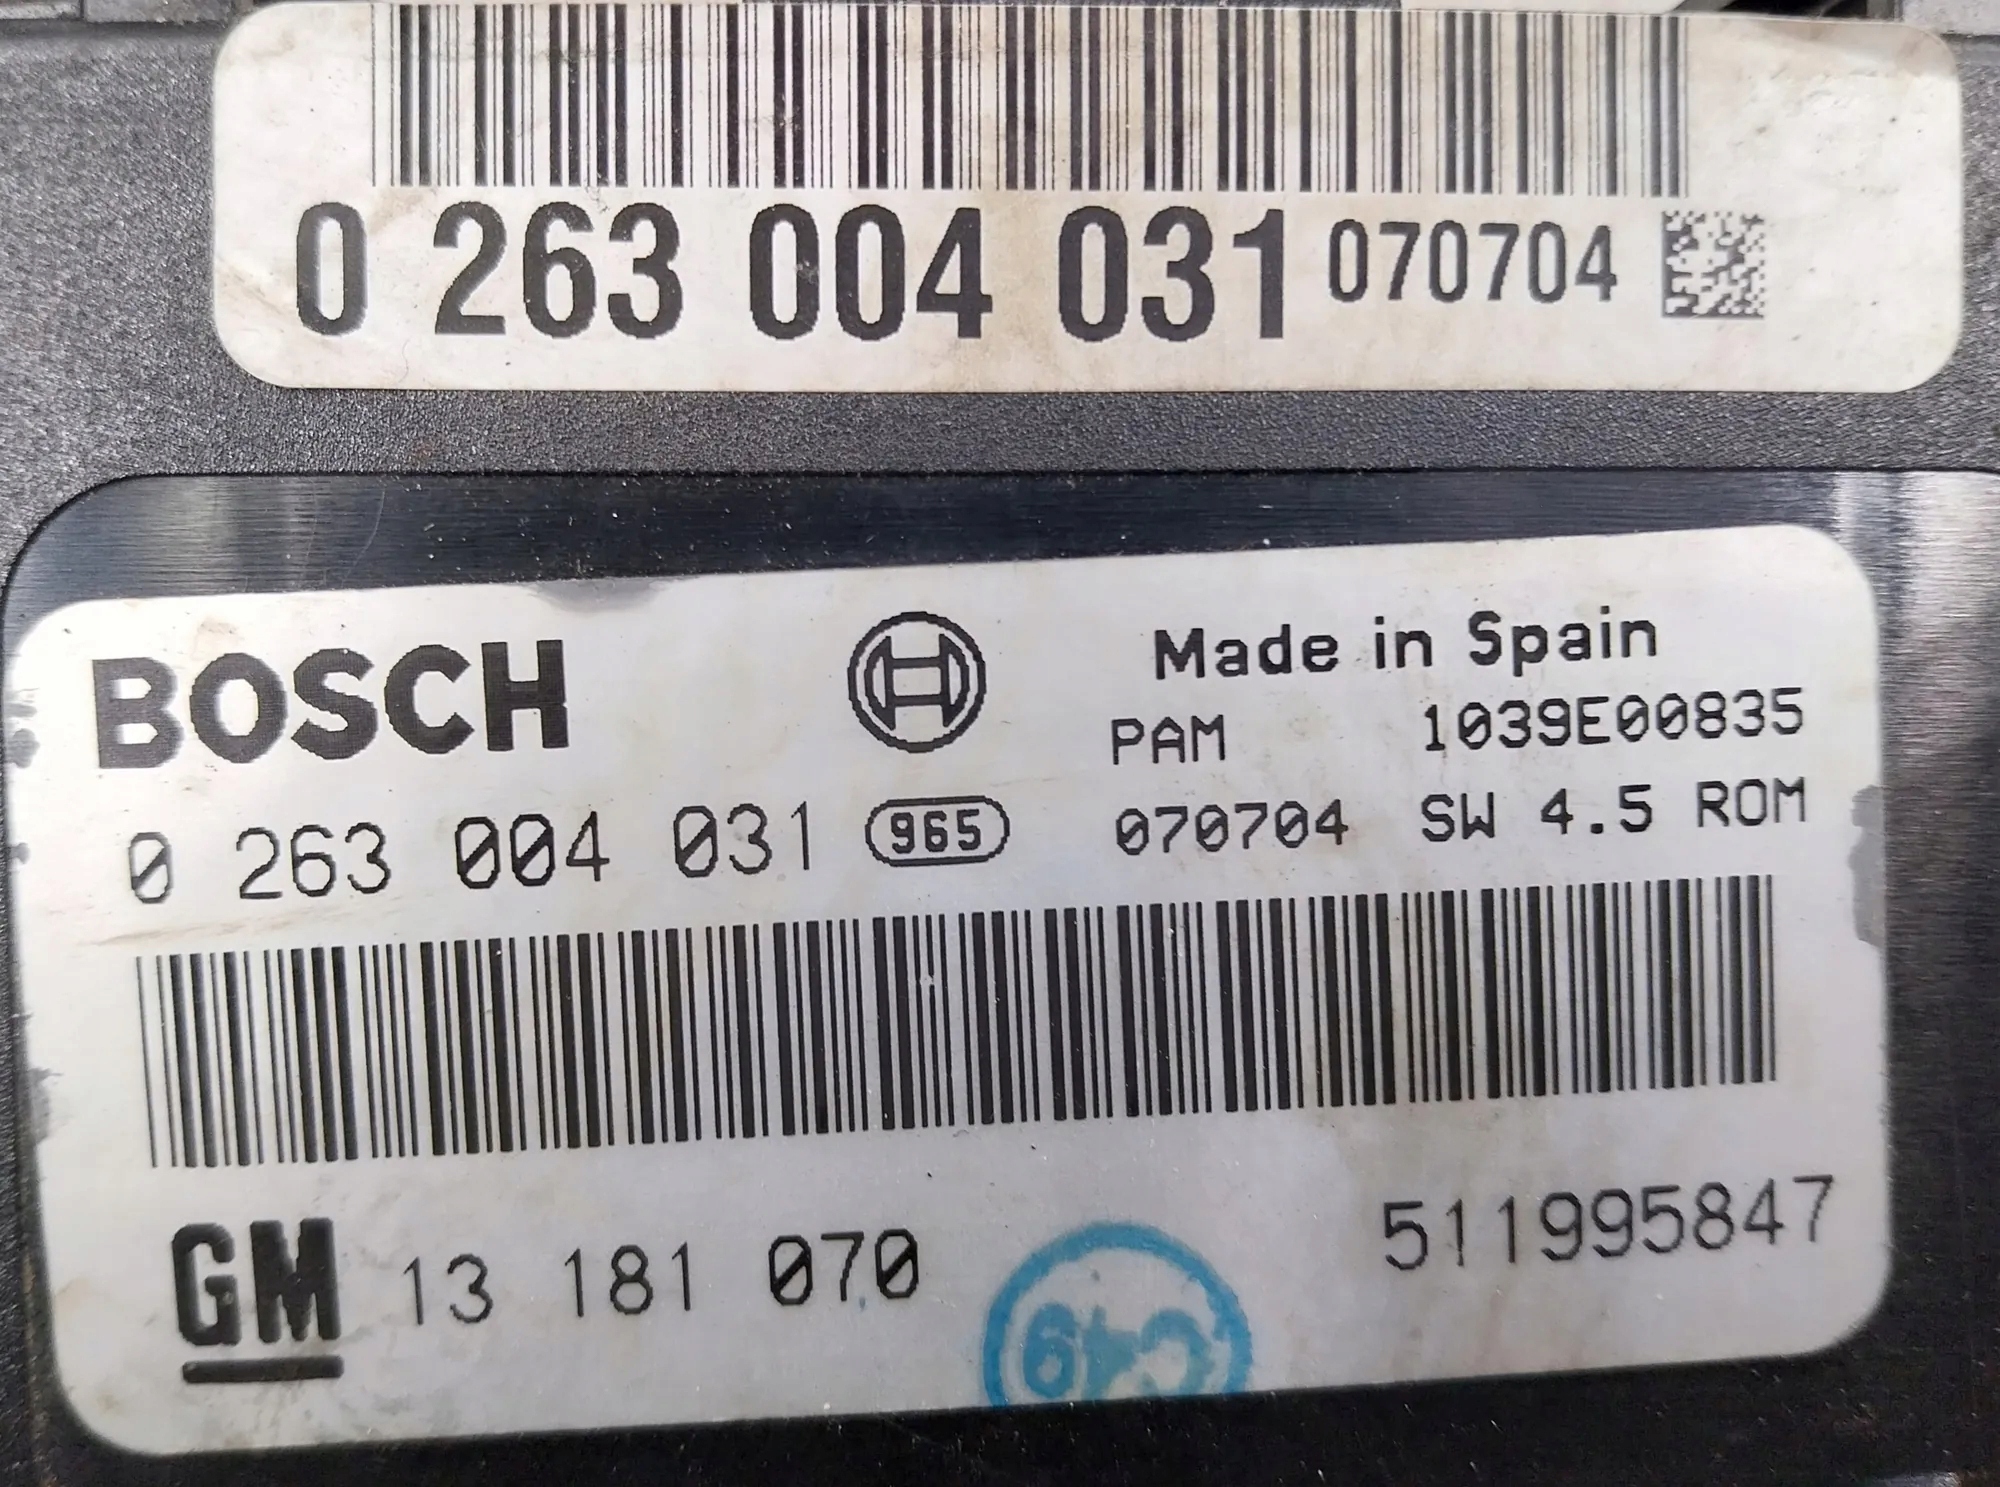 0 263 004 031 070704
BOSCH Made in Spain
PAM 1039E00835
0 263 004 031 965 070704 SW 4.5 ROM
GM 13 181 070 511995847